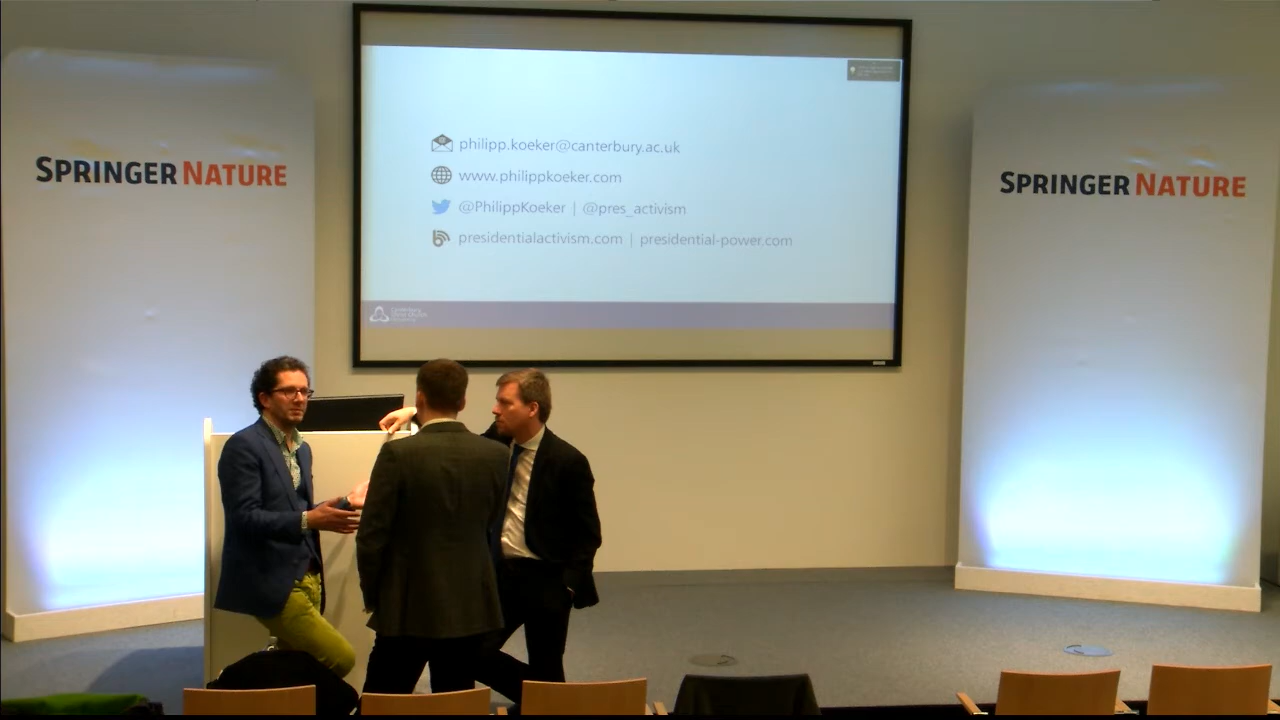 SPRINGER NATURE
philipp.koeker@canterbury.ac.uk
www.philippkoeker.com
@PhilippKoeker | @pres_activism
presidentialactivism.com | presidential-power.com
SPRINGER NATURE
Canterbury